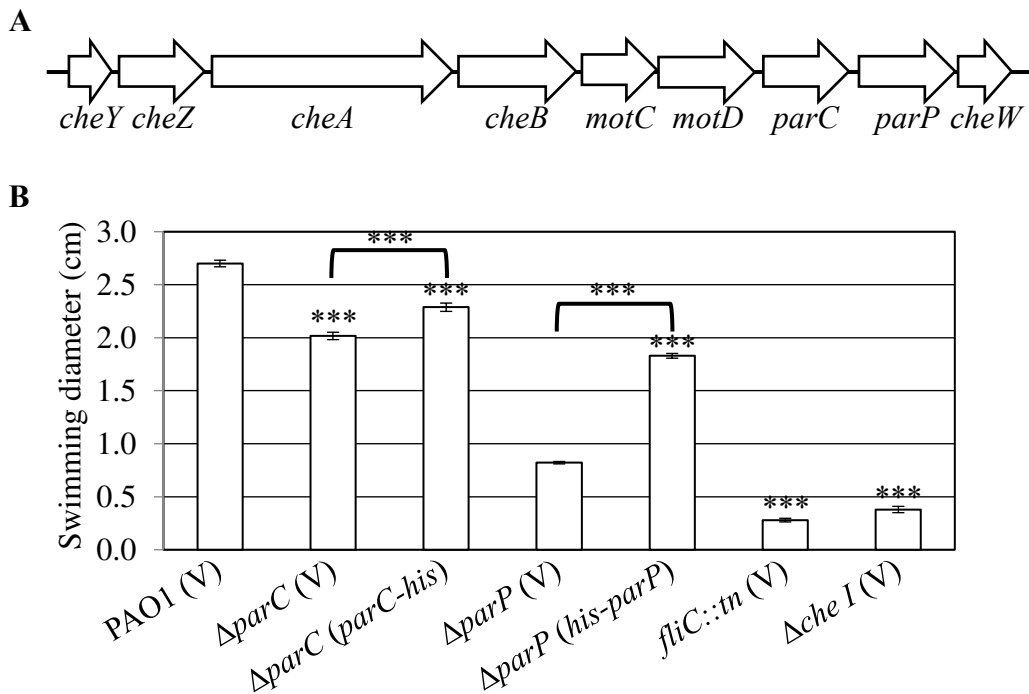 A
cheY cheZ cheA cheB motC motD parC parP cheW
B
Swimming diameter (cm)
3.0
2.5
2.0
1.5
1.0
0.5
0.0
***
***
***
***
***
***
***
PAO1 (V)
ΔparC (V)
ΔparC (parC-his)
ΔparP (V)
ΔparP (his-parP)
fliC::tn (V)
Δche I (V)